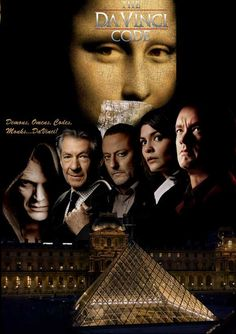 THE
DA VINCI
CODE
Demons, Omens, Codes,
Monks...DaVinci!